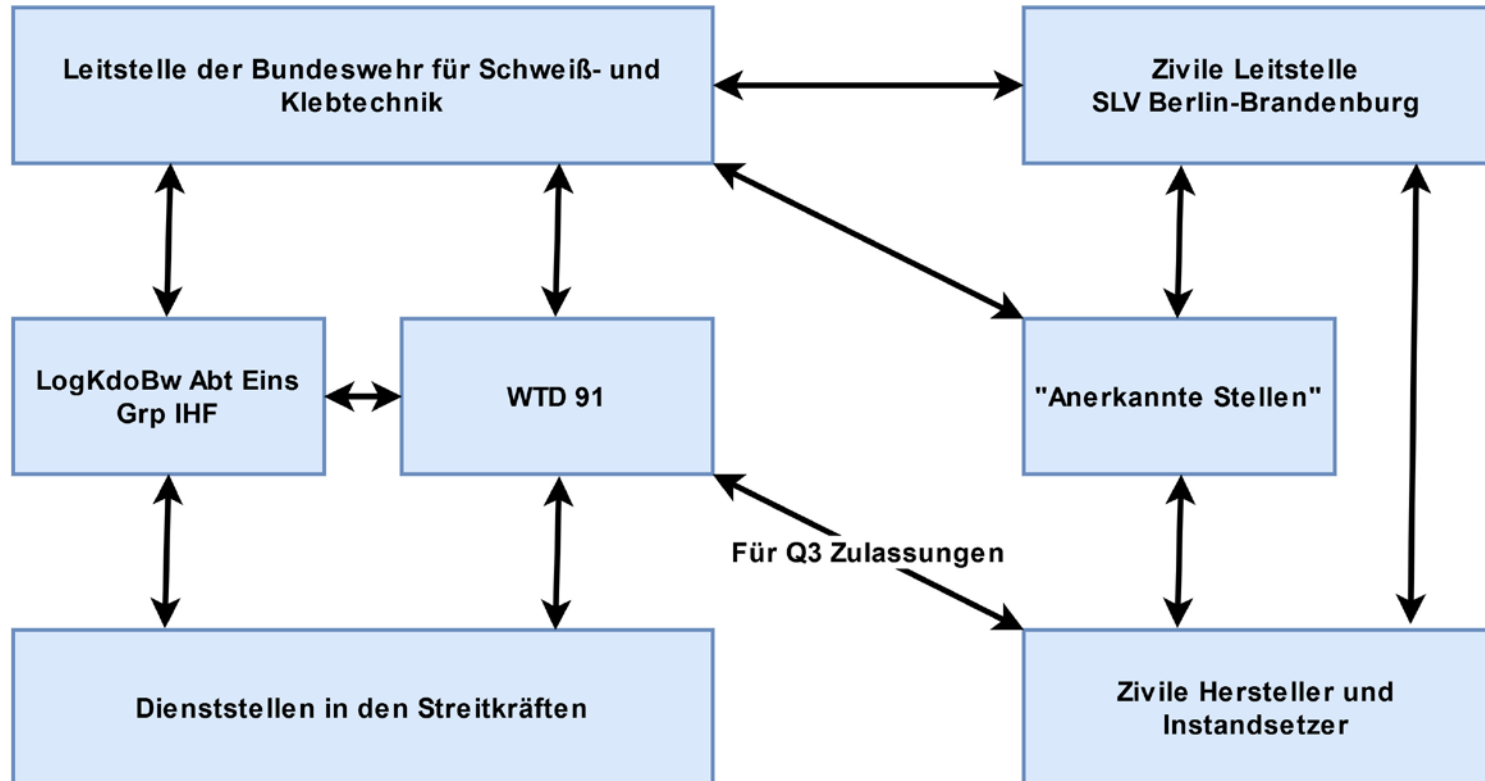 Leitstelle der Bundeswehr für Schweiß- und
Klebtechnik
Zivile Leitstelle
SLV Berlin-Brandenburg
LogKdoBw Abt Eins
Grp IHF
WTD 91
"Anerkannte Stellen"
Für Q3 Zulassungen
Dienststellen in den Streitkräften
Zivile Hersteller und
Instandsetzer